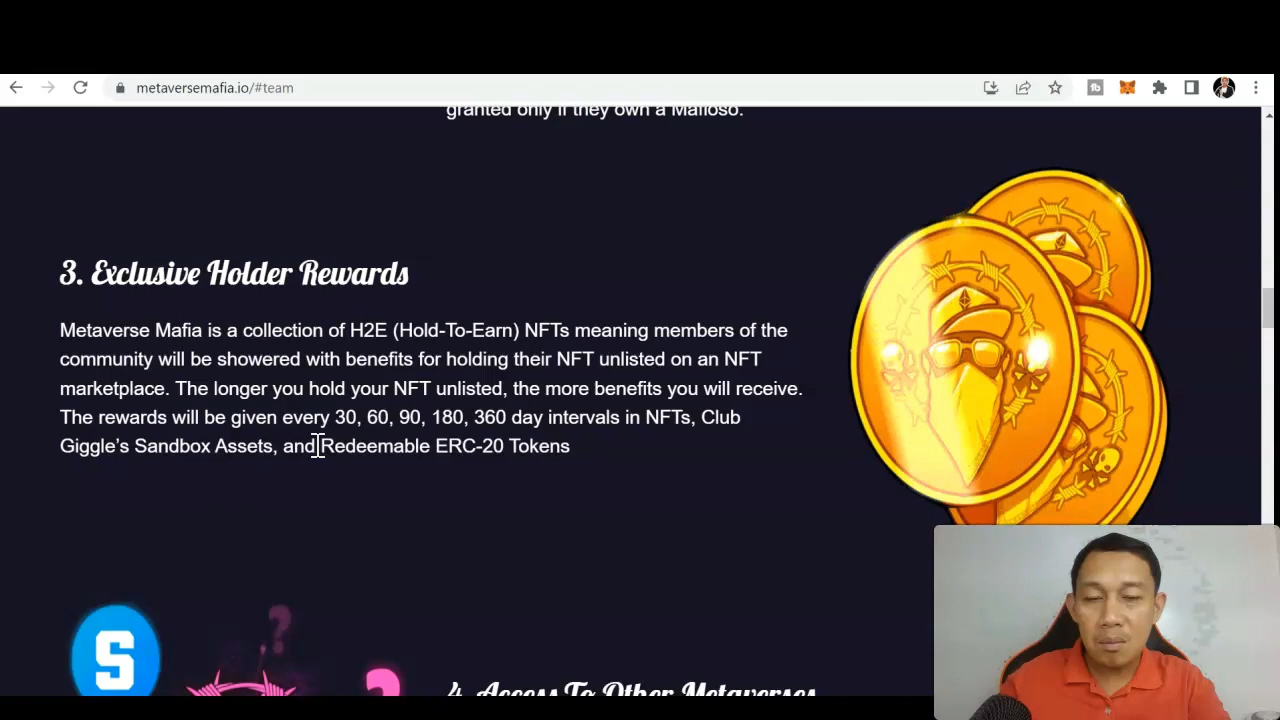 metaversemafia.io/#team
granted only if they own a Mafioso.
3. Exclusive Holder Rewards
Metaverse Mafia is a collection of H2E (Hold-To-Earn) NFTs meaning members of the
community will be showered with benefits for holding their NFT unlisted on an NFT
marketplace. The longer you hold your NFT unlisted, the more benefits you will receive.
The rewards will be given every 30, 60, 90, 180, 360 day intervals in NFTs, Club
Giggle’s Sandbox Assets, and Redeemable ERC-20 Tokens
S
?
?
4. Access To Other Metaverses